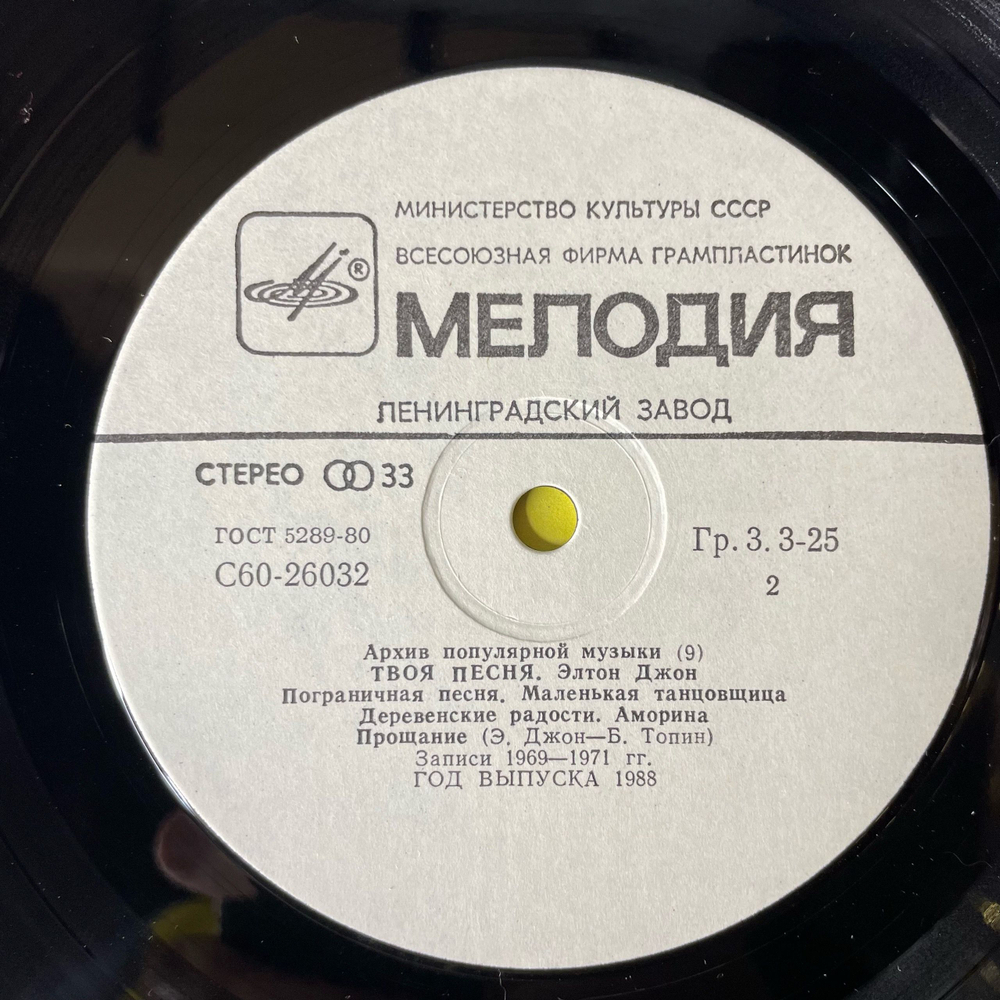 МИНИСТЕРСТВО КУЛЬТУРЫ СССР
ВСЕСОЮЗНАЯ ФИРМА ГРАМПЛАСТИНОК
®
МЕЛОДИЯ
ЛЕНИНГРАДСКИЙ ЗАВОД
СТЕРЕО 33
ГОСТ 5289-80
С60-26032
Гр. 3. 3-25
2
Архив популярной музыки (9)
ТВОЯ ПЕСНЯ. Элтон Джон
Пограничная песня. Маленькая танцовщица
Деревенские радости. Аморина
Прощание (Э. Джон—Б. Топин)
Записи 1969—1971 гг.
ГОД ВЫПУСКА 1988